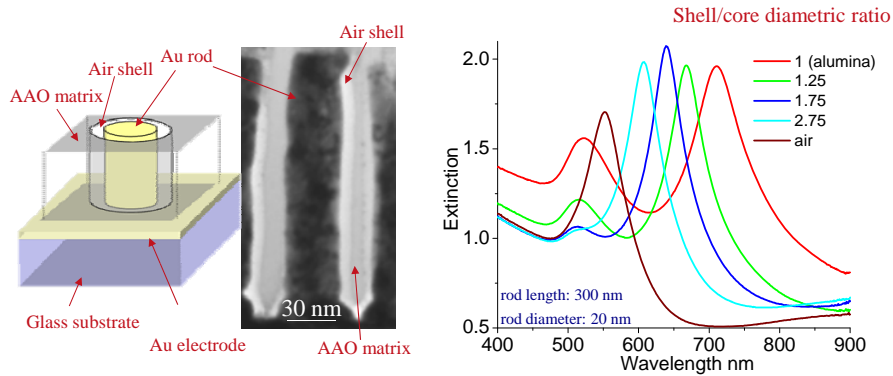 Air shell
Au rod
Air shell
AAO matrix
30 nm
Glass substrate
Au electrode
AAO matrix
Shell/core diametric ratio
1 (alumina)
1.25
1.75
2.75
air
Extinction
2.0
1.5
1.0
0.5
rod length: 300 nm
rod diameter: 20 nm
400 500 600 700 800 900
Wavelength nm